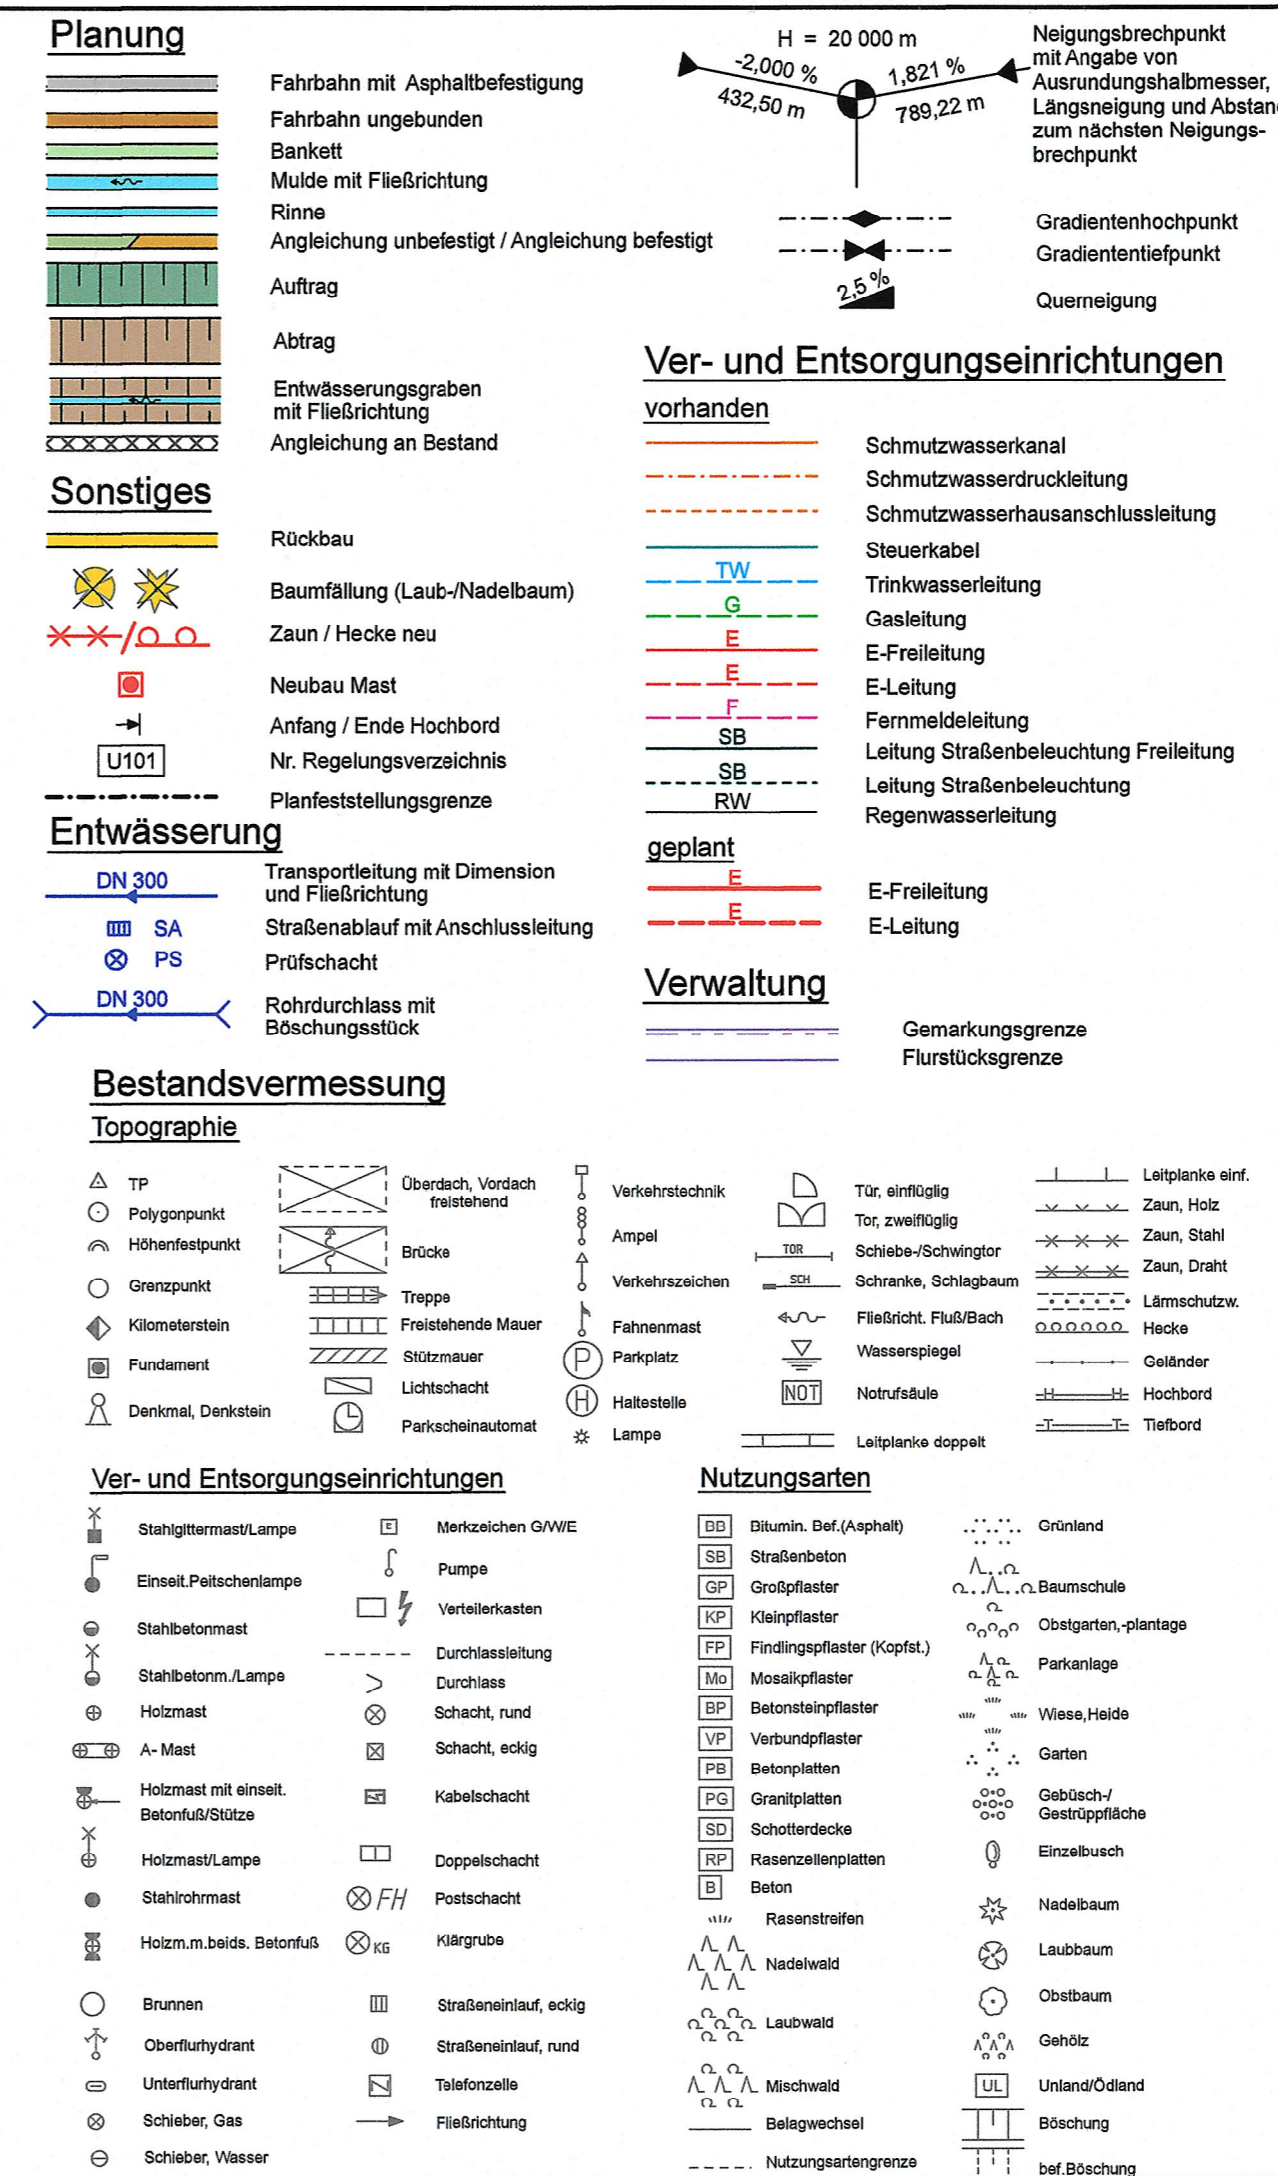 Planung
Fahrbahn mit Asphaltbefestigung
Fahrbahn ungebunden
Bankett
Mulde mit Fließrichtung
Rinne
Angleichung unbefestigt / Angleichung befestigt
Auftrag
Abtrag
Entwässerungsgraben
mit Fließrichtung
Angleichung an Bestand
H = 20 000 m
-2,000 %
1,821 %
432,50 m
789,22 m
Neigungsbrechpunkt
mit Angabe von
Ausrundungshalbmesser,
Längsneigung und Abstand
zum nächsten Neigungs-
brechpunkt
Gradientenhochpunkt
Gradiententiefpunkt
2,5 %
Querneigung
Sonstiges
Rückbau
Baumfällung (Laub-/Nadelbaum)
Zaun / Hecke neu
Neubau Mast
Anfang / Ende Hochbord
U101
Nr. Regelungsverzeichnis
Planfeststellungsgrenze
Entwässerung
DN 300
Transportleitung mit Dimension
und Fließrichtung
SA
Straßenablauf mit Anschlussleitung
PS
Prüfschacht
DN 300
Rohrdurchlass mit
Böschungsstück
Ver- und Entsorgungseinrichtungen
vorhanden
Schmutzwasserkanal
Schmutzwasserdruckleitung
Schmutzwasserhausanschlussleitung
Steuerkabel
TW
Trinkwasserleitung
G
Gasleitung
E
E-Freileitung
E
E-Leitung
F
Fernmeldeleitung
SB
Leitung Straßenbeleuchtung Freileitung
SB
Leitung Straßenbeleuchtung
RW
Regenwasserleitung
geplant
E
E-Freileitung
E
E-Leitung
Verwaltung
Gemarkungsgrenze
Flurstücksgrenze
Bestandsvermessung
Topographie
TP
Polygonpunkt
Höhenfestpunkt
Grenzpunkt
Kilometerstein
Fundament
Denkmal, Denkstein
Überdach, Vordach
freistehend
Brücke
Treppe
Freistehende Mauer
Stützmauer
Lichtschacht
Parkscheinautomat
Verkehrstechnik
Ampel
Verkehrszeichen
Fahnenmast
P
Parkplatz
H
Haltestelle
Lampe
Tür, einflüglig
Tor, zweiflüglig
TOR
Schiebe-/Schwingtor
SCH
Schranke, Schlagbaum
Fließricht. Fluß/Bach
Wasserspiegel
NOT
Notrufsäule
Leitplanke doppelt
Leitplanke einf.
Zaun, Holz
Zaun, Stahl
Zaun, Draht
Lärmschutzw.
Hecke
Geländer
H H
Hochbord
T T
Tiefbord
Ver- und Entsorgungseinrichtungen
Stahlgittermast/Lampe
Einseit.Peitschenlampe
Stahlbetonmast
Stahlbetonm./Lampe
Holzmast
A- Mast
Holzmast mit einseit.
Betonfuß/Stütze
Holzmast/Lampe
Stahlrohrmast
Holzm.m.beids. Betonfuß
Brunnen
Oberflurhydrant
Unterflurhydrant
Schieber, Gas
Schieber, Wasser
E
Merkzeichen G/W/E
Pumpe
Verteilerkasten
Durchlassleitung
Durchlass
Schacht, rund
Schacht, eckig
Kabelschacht
Doppelschacht
FH
Postschacht
KG
Klärgrube
Straßeneinlauf, eckig
Straßeneinlauf, rund
Telefonzelle
Fließrichtung
Nutzungsarten
BB Bitumin. Bef.(Asphalt)
SB Straßenbeton
GP Großpflaster
KP Kleinpflaster
FP Findlingspflaster (Kopfst.)
Mo Mosaikpflaster
BP Betonsteinpflaster
VP Verbundpflaster
PB Betonplatten
PG Granitplatten
SD Schotterdecke
RP Rasenzellenplatten
B Beton
Rasenstreifen
Nadelwald
Laubwald
Mischwald
Belagwechsel
Nutzungsartengrenze
Grünland
Baumschule
Obstgarten,-plantage
Parkanlage
Wiese,Heide
Garten
Gebüsch-/
Gestrüppfläche
Einzelbusch
Nadelbaum
Laubbaum
Obstbaum
Gehölz
UL Unland/Ödland
Böschung
bef.Böschung